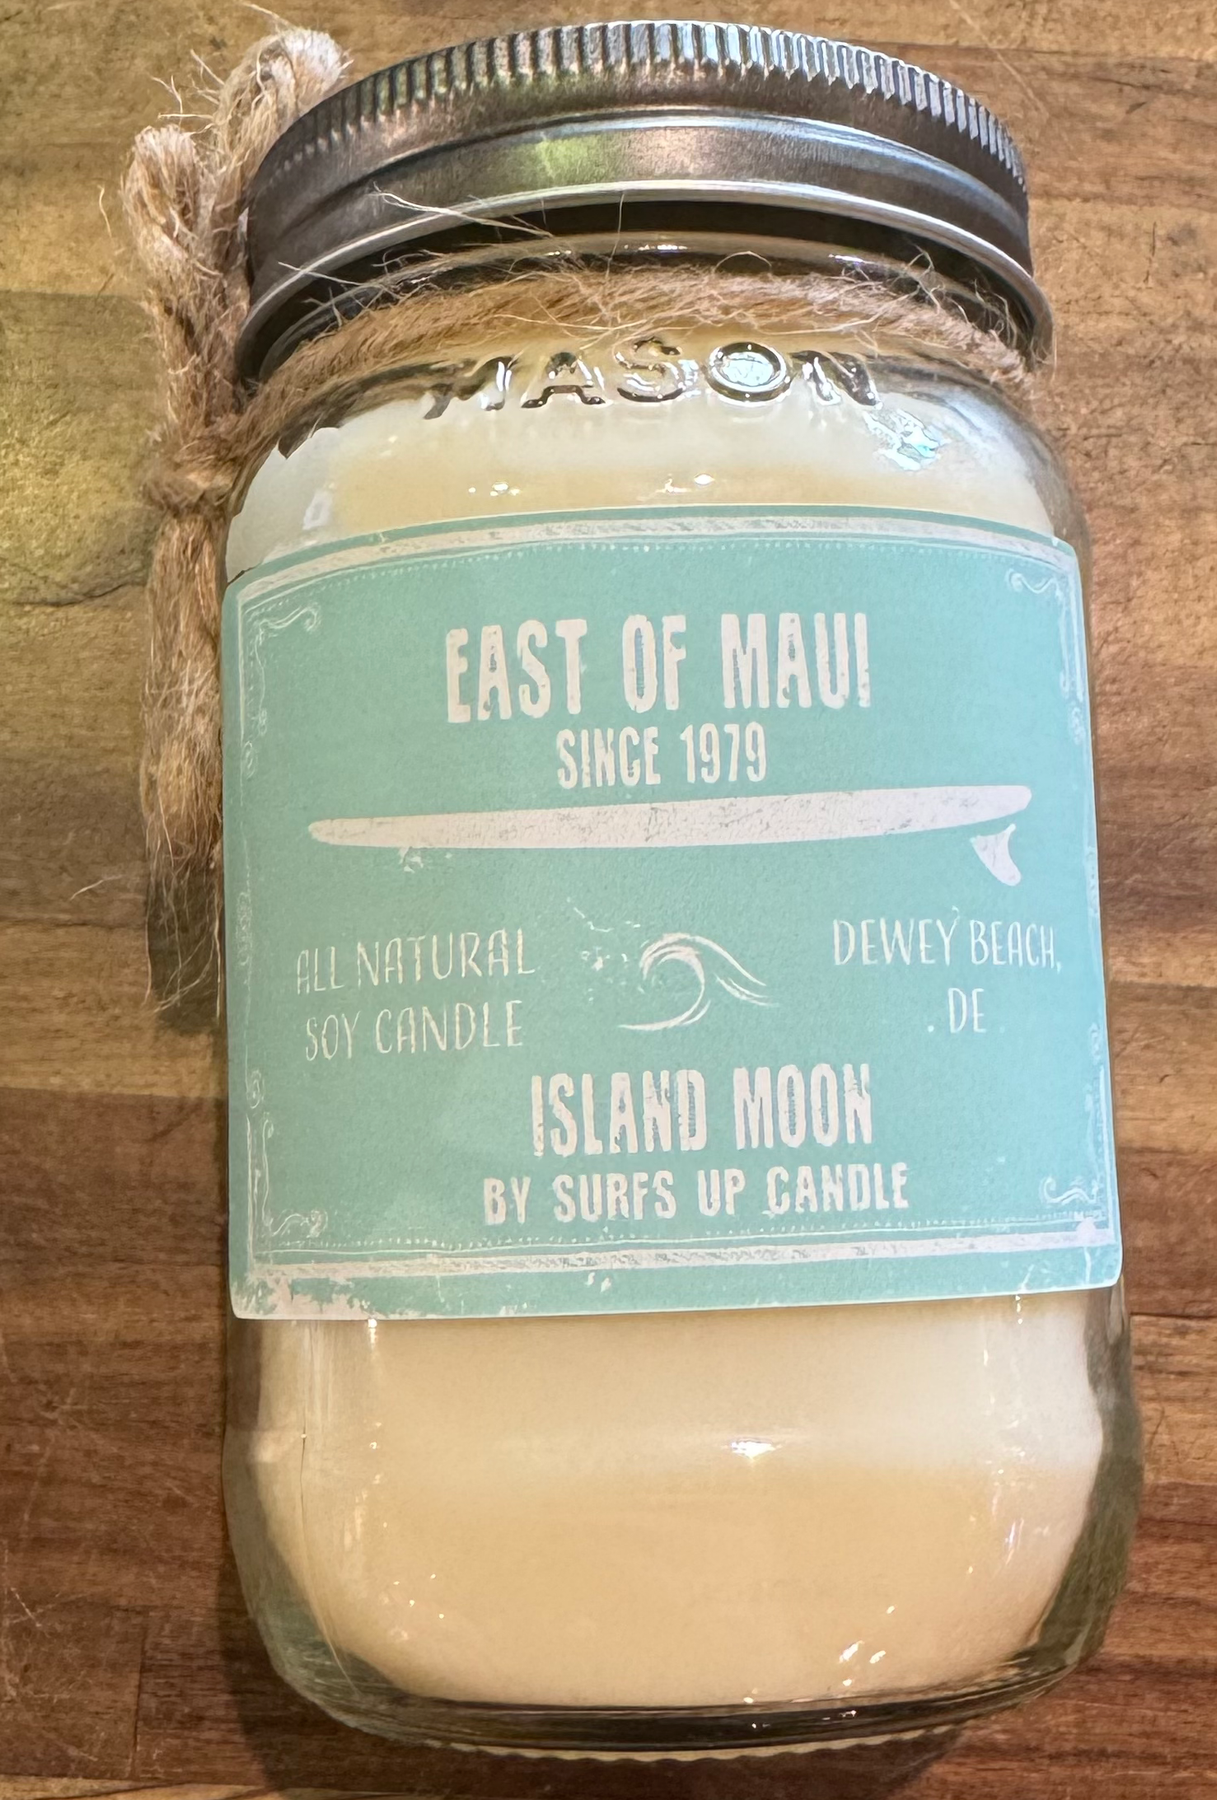 MASON
EAST OF MAUI
SINCE 1979
ALL NATURAL
SOY CANDLE
DEWEY BEACH,
DE
ISLAND MOON
BY SURFS UP CANDLE